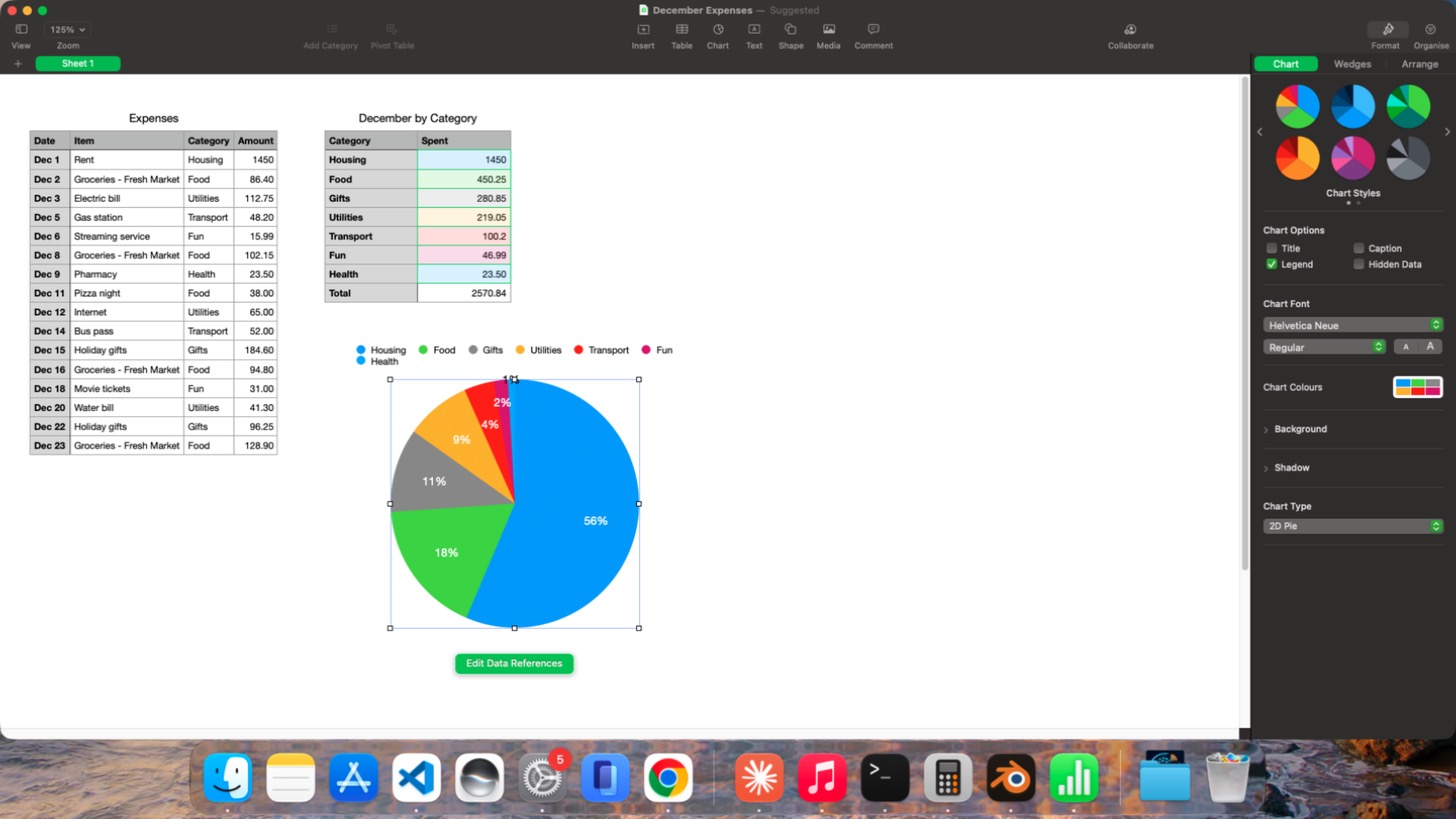 December Expenses — Suggested
125%
View
Zoom
Add Category
Pivot Table
Insert
Table
Chart
Text
Shape
Media
Comment
Collaborate
Format
Organise
+
Sheet 1
Expenses
Date Item Category Amount
Dec 1 Rent Housing 1450
Dec 2 Groceries - Fresh Market Food 86.40
Dec 3 Electric bill Utilities 112.75
Dec 5 Gas station Transport 48.20
Dec 6 Streaming service Fun 15.99
Dec 8 Groceries - Fresh Market Food 102.15
Dec 9 Pharmacy Health 23.50
Dec 11 Pizza night Food 38.00
Dec 12 Internet Utilities 65.00
Dec 14 Bus pass Transport 52.00
Dec 15 Holiday gifts Gifts 184.60
Dec 16 Groceries - Fresh Market Food 94.80
Dec 18 Movie tickets Fun 31.00
Dec 20 Water bill Utilities 41.30
Dec 22 Holiday gifts Gifts 96.25
Dec 23 Groceries - Fresh Market Food 128.90
December by Category
Category Spent
Housing 1450
Food 450.25
Gifts 280.85
Utilities 219.05
Transport 100.2
Fun 46.99
Health 23.50
Total 2570.84
Housing Food Gifts Utilities Transport Fun
Health
1%
2%
4%
9%
11%
18%
56%
Edit Data References
Chart Wedges Arrange
Chart Styles
Chart Options
Title Caption
Legend Hidden Data
Chart Font
Helvetica Neue
Regular A A
Chart Colours
Background
Shadow
Chart Type
2D Pie
5
>_